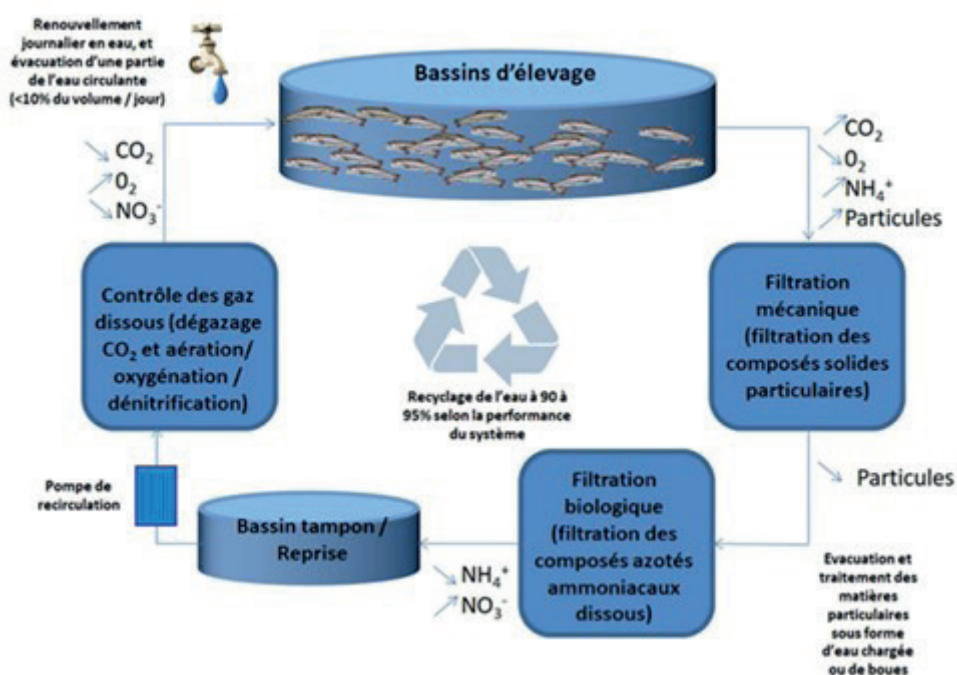 Renouvellement
journalier en eau, et
évacuation d'une partie
de l'eau circulante
(<10% du volume / jour)
Bassins d'élevage
CO₂
0₂
NO₃⁻
CO₂
0₂
NH₄⁺
Particules
Contrôle des gaz
dissous (dégazage
CO₂ et aération/
oxygénation /
dénitrification)
Recyclage de l'eau à 90 à
95% selon la performance
du système
Filtration
mécanique
(filtration des
composés solides
particulaires)
Particules
Pompe de
recirculation
Bassin tampon /
Reprise
NH₄⁺
NO₃⁻
Filtration
biologique
(filtration des
composés azotés
ammoniacaux
dissous)
Evacuation et
traitement des
matières
particulaires
sous forme
d'eau chargée
ou de boues